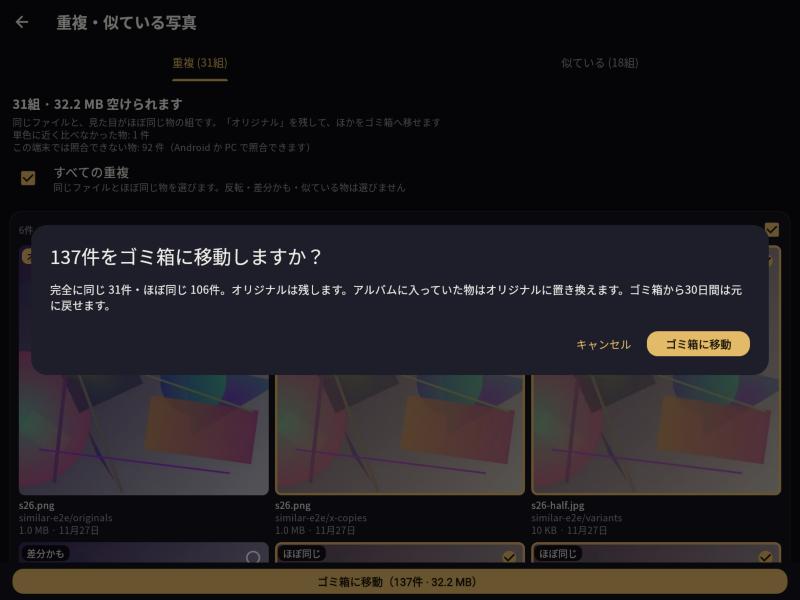 重複・似ている写真
重複 (31組)
似ている (18組)
31組・32.2 MB 空けられます
同じファイルと、見た目がほぼ同じ物の組です。「オリジナル」を残して、ほかをゴミ箱へ移せます
単色に近く比べなかった物: 1 件
この端末では照合できない物: 92 件（Android か PC で照合できます）
すべての重複
同じファイルとほぼ同じ物を選びます。反転・差分かも・似ている物は選びません
6件
137件をゴミ箱に移動しますか？
完全に同じ 31件・ほぼ同じ 106件。オリジナルは残します。アルバムに入っていた物はオリジナルに置き換えます。ゴミ箱から30日間は元
に戻せます。
キャンセル
ゴミ箱に移動
s26.png
similar-e2e/originals
1.0 MB · 11月27日
s26.png
similar-e2e/x-copies
1.0 MB · 11月27日
s26-half.jpg
similar-e2e/variants
10 KB · 11月27日
差分かも
ほぼ同じ
ほぼ同じ
ゴミ箱に移動（137件 · 32.2 MB）